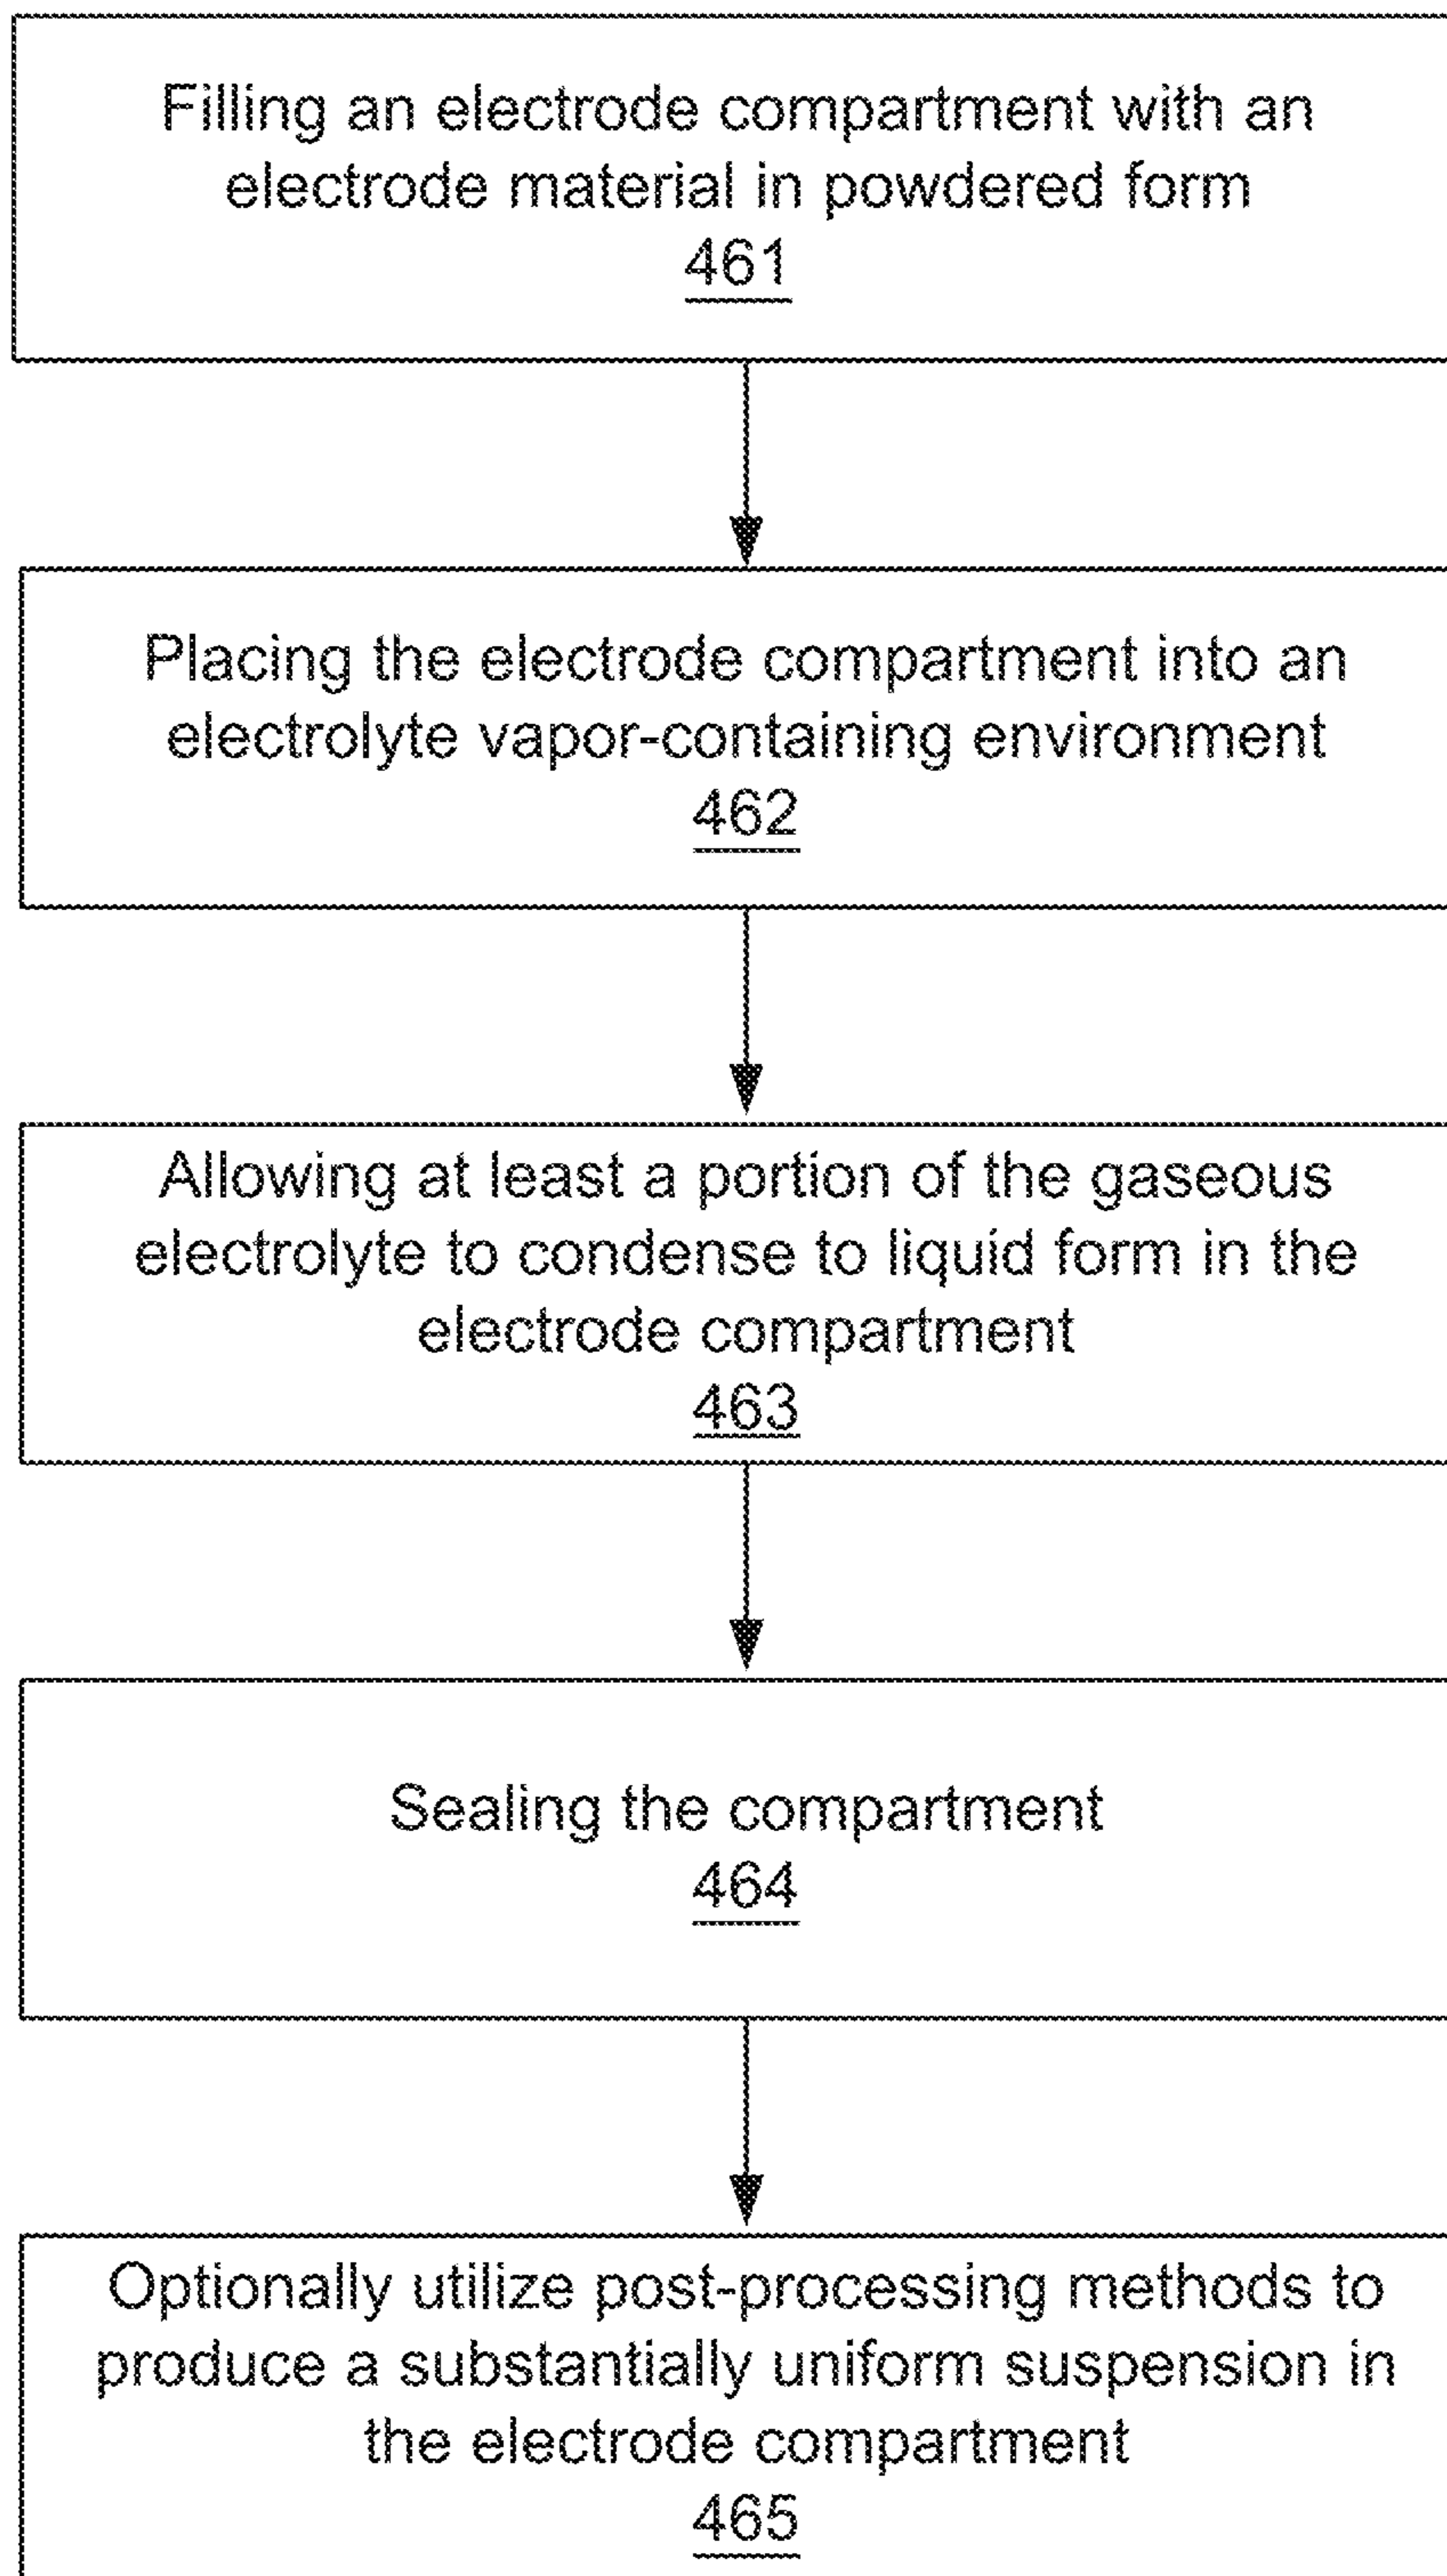 Filling an electrode compartment with an
electrode material in powdered form
461
Placing the electrode compartment into an
electrolyte vapor-containing environment
462
Allowing at least a portion of the gaseous
electrolyte to condense to liquid form in the
electrode compartment
463
Sealing the compartment
464
Optionally utilize post-processing methods to
produce a substantially uniform suspension in
the electrode compartment
465